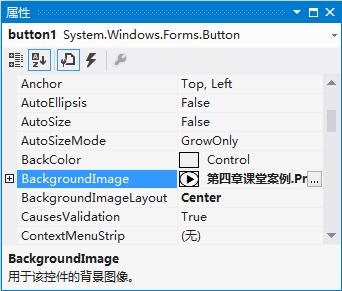 属性
button1 System.Windows.Forms.Button
Anchor Top, Left
AutoEllipsis False
AutoSize False
AutoSizeMode GrowOnly
BackColor Control
BackgroundImage 第四章课堂案例.Pr ...
BackgroundImageLayout Center
CausesValidation True
ContextMenuStrip (无)
BackgroundImage
用于该控件的背景图像。